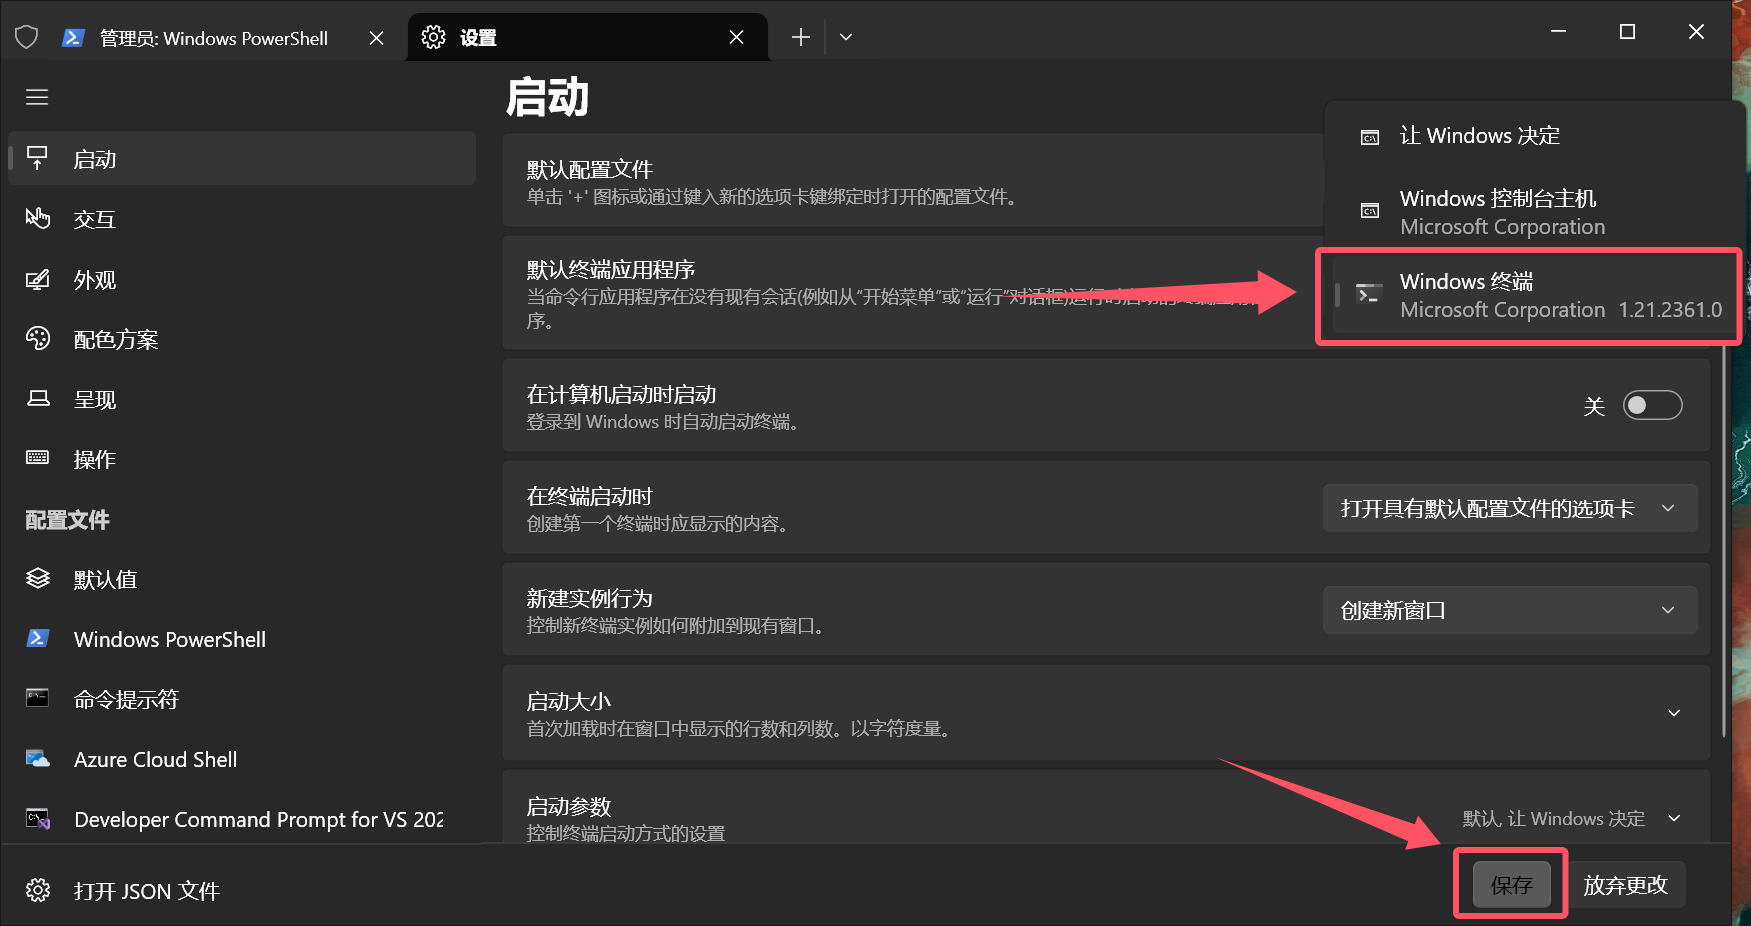 管理员: Windows PowerShell
设置
启动
交互
外观
配色方案
呈现
操作
配置文件
默认值
Windows PowerShell
命令提示符
Azure Cloud Shell
Developer Command Prompt for VS 202
打开 JSON 文件
启动
默认配置文件
单击 '+' 图标或通过键入新的选项卡键绑定时打开的配置文件。
默认终端应用程序
当命令行应用程序在没有现有会话(例如从“开始菜单”或“运行”对话框)运行时启动的终端应用程
序。
让 Windows 决定
Windows 控制台主机
Microsoft Corporation
Windows 终端
Microsoft Corporation 1.21.2361.0
在计算机启动时启动
登录到 Windows 时自动启动终端。
关
在终端启动时
创建第一个终端时应显示的内容。
打开具有默认配置文件的选项卡
新建实例行为
控制新终端实例如何附加到现有窗口。
创建新窗口
启动大小
首次加载时在窗口中显示的行数和列数。以字符度量。
启动参数
控制终端启动方式的设置
默认, 让 Windows 决定
保存
放弃更改